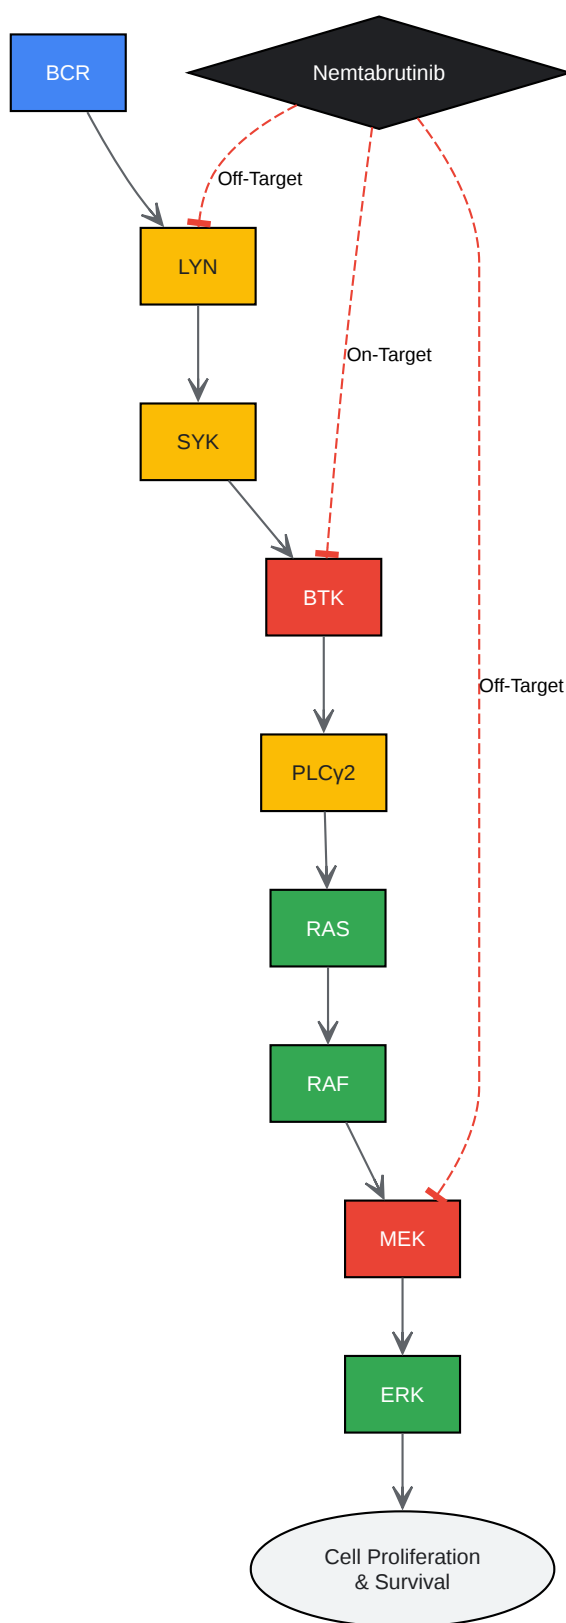 BCR
Nemtabrutinib
Off-Target
LYN
On-Target
SYK
BTK
Off-Target
PLCγ2
RAS
RAF
MEK
ERK
Cell Proliferation
& Survival